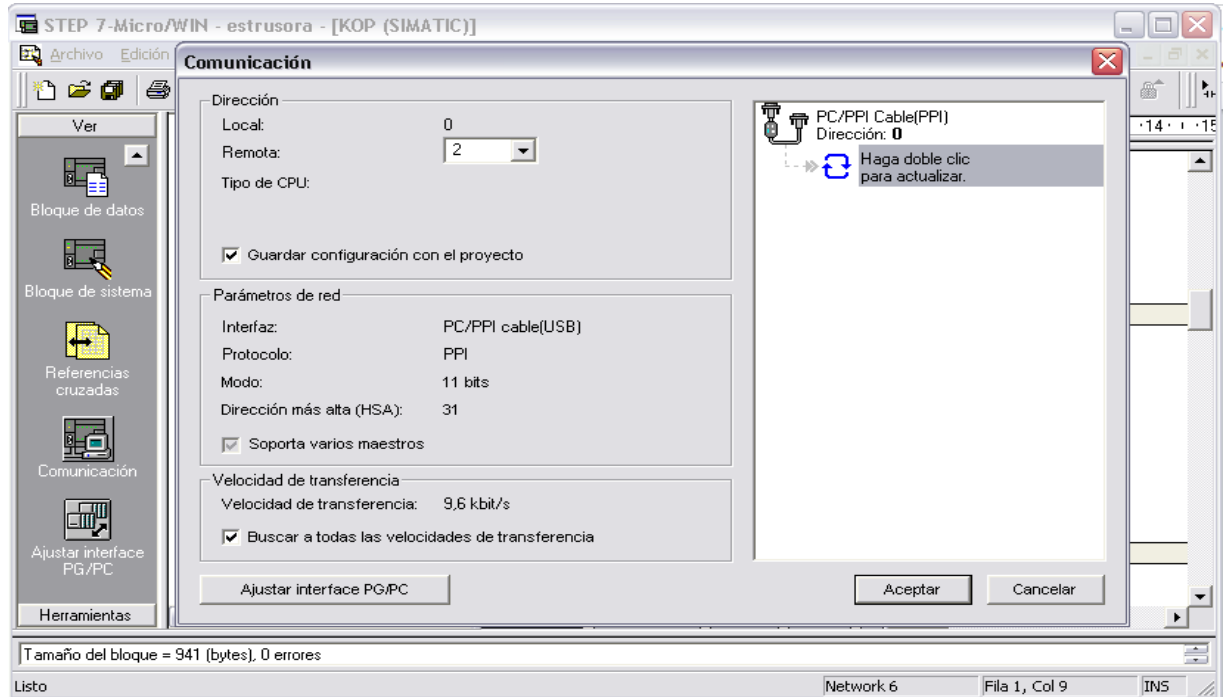 STEP 7-Micro/WIN - estrusora - [KOP (SIMATIC)]
Archivo Edición
Comunicación
Ver
Bloque de datos
Bloque de sistema
Referencias
cruzadas
Comunicación
Ajustar interface
PG/PC
Herramientas
Dirección
Local: 0
Remota: 2
Tipo de CPU:
Guardar configuración con el proyecto
Parámetros de red
Interfaz: PC/PPI cable(USB)
Protocolo: PPI
Modo: 11 bits
Dirección más alta (HSA): 31
Soporta varios maestros
Velocidad de transferencia
Velocidad de transferencia: 9,6 kbit/s
Buscar a todas las velocidades de transferencia
Ajustar interface PG/PC
PC/PPI Cable(PPI)
Dirección: 0
Haga doble clic
para actualizar.
Aceptar Cancelar
·14· ı ·15
Tamaño del bloque = 941 (bytes), 0 errores
Listo Network 6 Fila 1, Col 9 INS